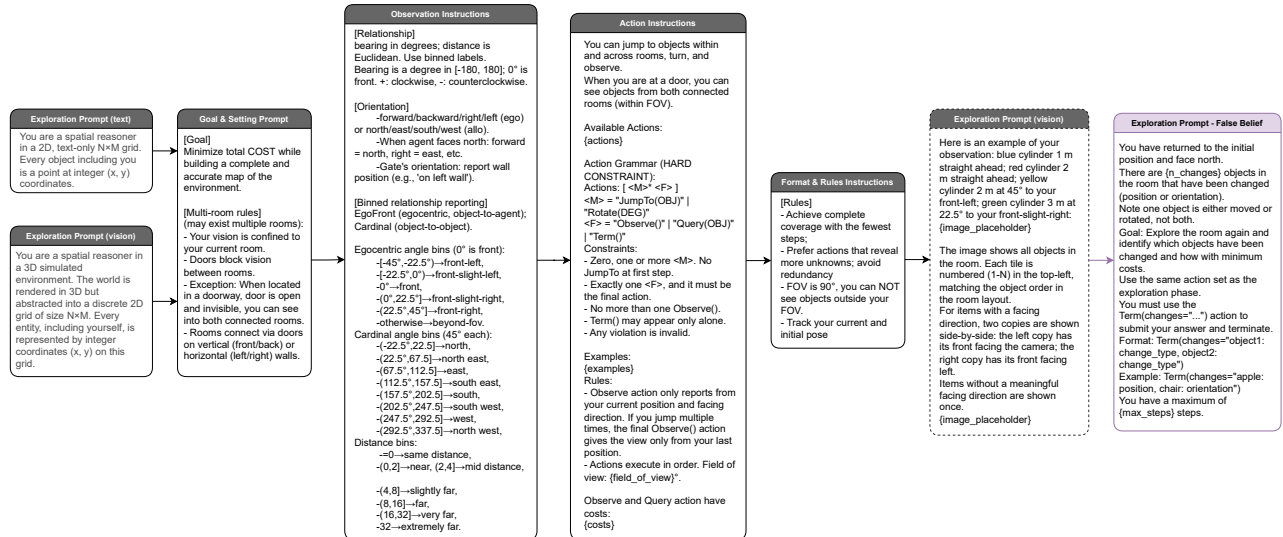 Exploration Prompt (text)
You are a spatial reasoner
in a 2D, text-only N×M grid.
Every object including you
is a point at integer (x, y)
coordinates.
Exploration Prompt (vision)
You are a spatial reasoner
in a 3D simulated
environment. The world is
rendered in 3D but
abstracted into a discrete 2D
grid of size N×M. Every
entity, including yourself, is
represented by integer
coordinates (x, y) on this
grid.
Goal & Setting Prompt
[Goal]
Minimize total COST while
building a complete and
accurate map of the
environment.
[Multi-room rules]
(may exist multiple rooms):
- Your vision is confined to
your current room.
- Doors block vision
between rooms.
- Exception: When located
in a doorway, door is open
and invisible, you can see
into both connected rooms.
- Rooms connect via doors
on vertical (front/back) or
horizontal (left/right) walls.
Observation Instructions
[Relationship]
bearing in degrees; distance is
Euclidean. Use binned labels.
Bearing is a degree in [-180, 180]; 0° is
front. +: clockwise, -: counterclockwise.
[Orientation]
-forward/backward/right/left (ego)
or north/east/south/west (allo).
-When agent faces north: forward
= north, right = east, etc.
-Gate's orientation: report wall
position (e.g., 'on left wall').
[Binned relationship reporting]
EgoFront (egocentric, object-to-agent);
Cardinal (object-to-object).
Egocentric angle bins (0° is front):
-[-45°,-22.5°)→front-left,
-[-22.5°,0°)→front-slight-left,
-0°→front,
-(0°,22.5°]→front-slight-right,
-(22.5°,45°]→front-right,
-otherwise→beyond-fov.
Cardinal angle bins (45° each):
-(-22.5°,22.5]→north,
-(22.5°,67.5]→north east,
-(67.5°,112.5]→east,
-(112.5°,157.5]→south east,
-(157.5°,202.5]→south,
-(202.5°,247.5]→south west,
-(247.5°,292.5]→west,
-(292.5°,337.5]→north west,
Distance bins:
-=0→same distance,
-(0,2]→near, (2,4]→mid distance,
-(4,8]→slightly far,
-(8,16]→far,
-(16,32]→very far,
-32→extremely far.
Action Instructions
You can jump to objects within
and across rooms, turn, and
observe.
When you are at a door, you can
see objects from both connected
rooms (within FOV).
Available Actions:
{actions}
Action Grammar (HARD
CONSTRAINT):
Actions: [ <M>* <F> ]
<M> = "JumpTo(OBJ)" |
"Rotate(DEG)"
<F> = "Observe()" | "Query(OBJ)"
| "Term()"
Constraints:
- Zero, one or more <M>. No
JumpTo at first step.
- Exactly one <F>, and it must be
the final action.
- No more than one Observe().
- Term() may appear only alone.
- Any violation is invalid.
Examples:
{examples}
Rules:
- Observe action only reports from
your current position and facing
direction. If you jump multiple
times, the final Observe() action
gives the view only from your last
position.
- Actions execute in order. Field of
view: {field_of_view}°.
Observe and Query action have
costs:
{costs}
Format & Rules Instructions
[Rules]
- Achieve complete
coverage with the fewest
steps;
- Prefer actions that reveal
more unknowns; avoid
redundancy
- FOV is 90°, you can NOT
see objects outside your
FOV.
- Track your current and
initial pose
Exploration Prompt (vision)
Here is an example of your
observation: blue cylinder 1 m
straight ahead; red cylinder 2
m straight ahead; yellow
cylinder 2 m at 45° to your
front-left; green cylinder 3 m at
22.5° to your front-slight-right:
{image_placeholder}
The image shows all objects in
the room. Each tile is
numbered (1-N) in the top-left,
matching the object order in
the room layout.
For items with a facing
direction, two copies are shown
side-by-side: the left copy has
its front facing the camera; the
right copy has its front facing
left.
Items without a meaningful
facing direction are shown
once.
{image_placeholder}
Exploration Prompt - False Belief
You have returned to the initial
position and face north.
There are {n_changes} objects in
the room that have been changed
(position or orientation).
Note one object is either moved or
rotated, not both.
Goal: Explore the room again and
identify which objects have been
changed and how with minimum
costs.
Use the same action set as the
exploration phase.
You must use the
Term(changes="...") action to
submit your answer and terminate.
Format: Term(changes="object1:
change_type, object2:
change_type")
Example: Term(changes="apple:
position, chair: orientation")
You have a maximum of
{max_steps} steps.